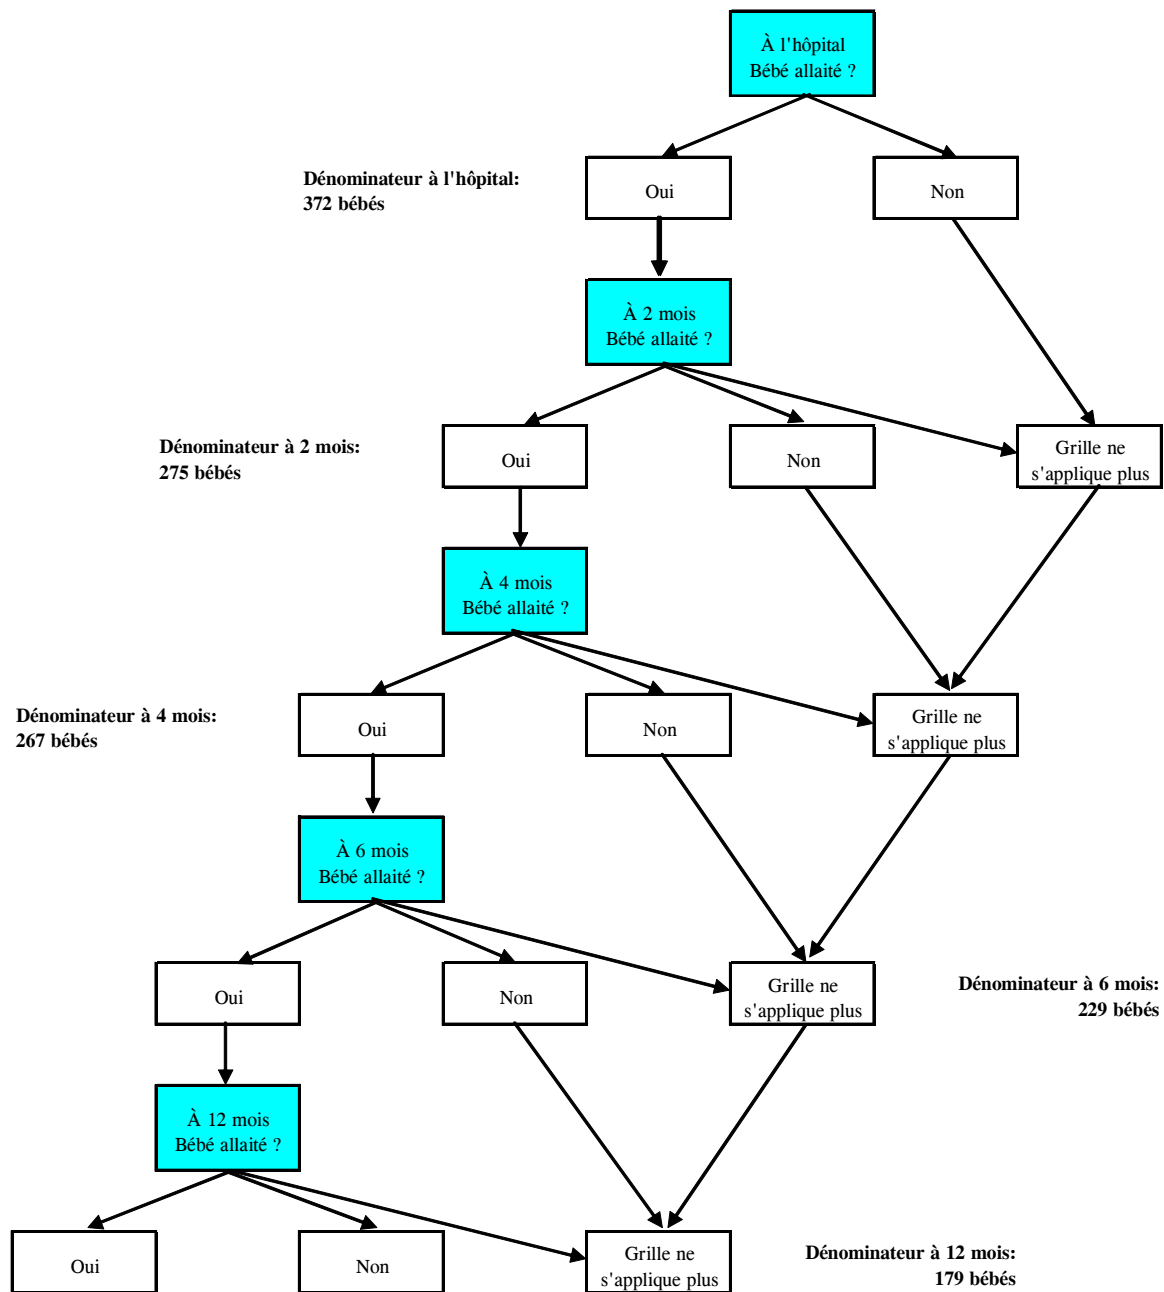 À l'hôpital
Bébé allaité ?
Dénominateur à l'hôpital:
372 bébés
Oui
Non
À 2 mois
Bébé allaité ?
Dénominateur à 2 mois:
275 bébés
Oui
Non
Grille ne
s'applique plus
À 4 mois
Bébé allaité ?
Dénominateur à 4 mois:
267 bébés
Oui
Non
Grille ne
s'applique plus
À 6 mois
Bébé allaité ?
Oui
Non
Grille ne
s'applique plus
Dénominateur à 6 mois:
229 bébés
À 12 mois
Bébé allaité ?
Oui
Non
Grille ne
s'applique plus
Dénominateur à 12 mois:
179 bébés